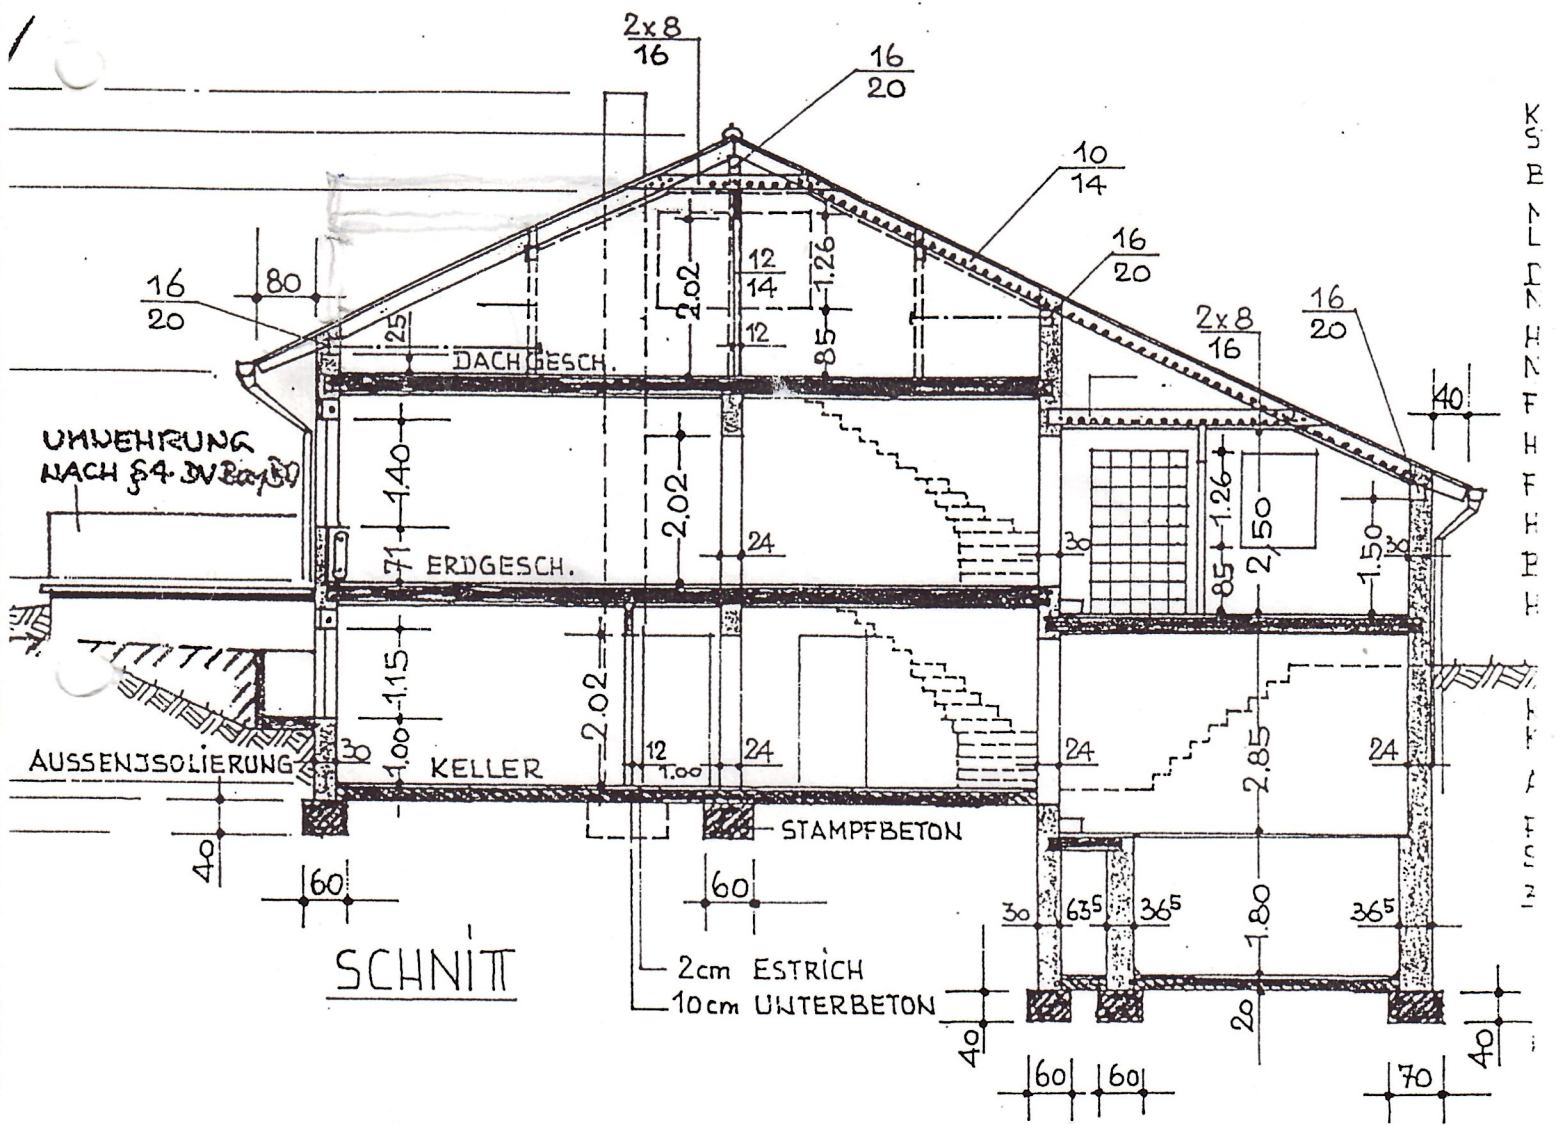 2x8
16
16
20
10
14
16
20
80
16
20
2.02
12
14
1.26
16
20
2x8
16
25
12
85
DACHGESCH.
40
UMWEHRUNG
NACH §4 DV BayBO
1.40
2.02
1.26
2,50
1.50
24
30
30
71
ERDGESCH.
85
1.15
2.02
AUSSENISOLIERUNG
30
1.00
KELLER
12
1.00
24
24
2.85
24
STAMPFBETON
40
60
60
30
63⁵
36⁵
1.80
36⁵
SCHNITT
2cm ESTRICH
10cm UNTERBETON
20
40
40
60
60
70
K
S
E
H
F
H
F
H
H